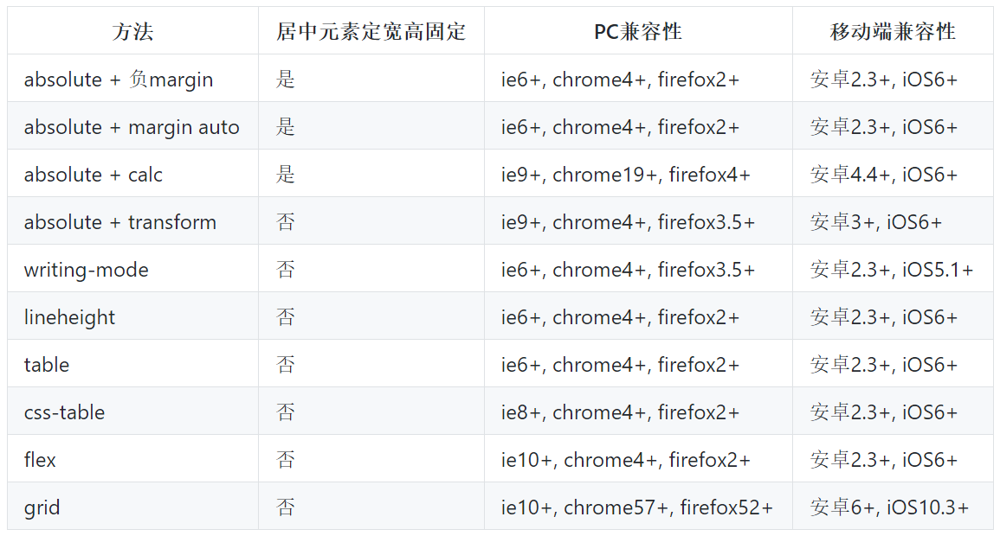 方法 居中元素定宽高固定 PC兼容性 移动端兼容性
absolute + 负margin 是 ie6+, chrome4+, firefox2+ 安卓2.3+, iOS6+
absolute + margin auto 是 ie6+, chrome4+, firefox2+ 安卓2.3+, iOS6+
absolute + calc 是 ie9+, chrome19+, firefox4+ 安卓4.4+, iOS6+
absolute + transform 否 ie9+, chrome4+, firefox3.5+ 安卓3+, iOS6+
writing-mode 否 ie6+, chrome4+, firefox3.5+ 安卓2.3+, iOS5.1+
lineheight 否 ie6+, chrome4+, firefox2+ 安卓2.3+, iOS6+
table 否 ie6+, chrome4+, firefox2+ 安卓2.3+, iOS6+
css-table 否 ie8+, chrome4+, firefox2+ 安卓2.3+, iOS6+
flex 否 ie10+, chrome4+, firefox2+ 安卓2.3+, iOS6+
grid 否 ie10+, chrome57+, firefox52+ 安卓6+, iOS10.3+